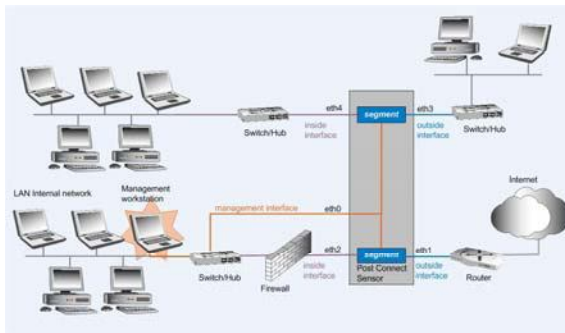 eth4
segment
eth3
Switch/Hub
inside
interface
outside
interface
Switch/Hub
LAN Internal network
Management
workstation
Internet
management interface
eth0
eth2
segment
eth1
Switch/Hub
inside
interface
Firewall
Post Connect
Sensor
outside
interface
Router